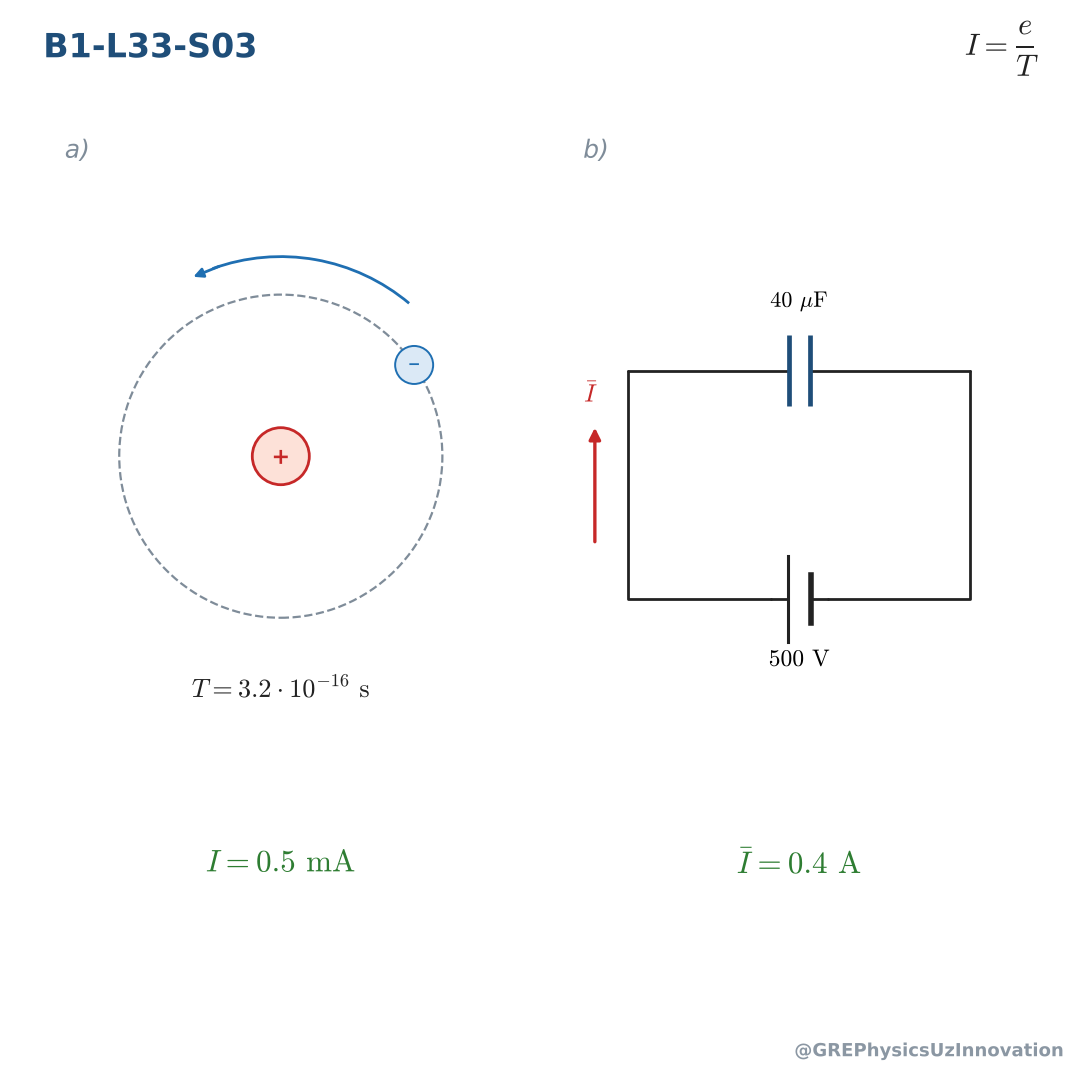 B1-L33-S03
I = e/T
a)
b)
40 μF
Ī
−
+
500 V
T = 3.2 · 10⁻¹⁶ s
I = 0.5 mA
Ī = 0.4 A
@GREPhysicsUzInnovation